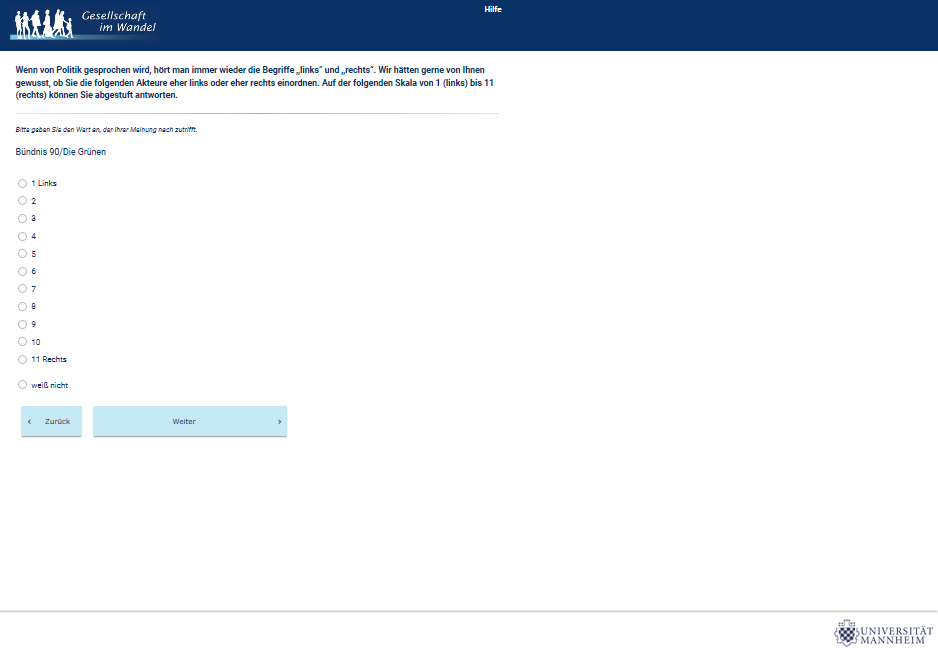 Gesellschaft
im Wandel
Hilfe
Wenn von Politik gesprochen wird, hört man immer wieder die Begriffe „links“ und „rechts“. Wir hätten gerne von Ihnen
gewusst, ob Sie die folgenden Akteure eher links oder eher rechts einordnen. Auf der folgenden Skala von 1 (links) bis 11
(rechts) können Sie abgestuft antworten.
Bitte geben Sie den Wert an, der Ihrer Meinung nach zutrifft.
Bündnis 90/Die Grünen
1 Links
2
3
4
5
6
7
8
9
10
11 Rechts
weiß nicht
‹ Zurück
Weiter ›
UNIVERSITÄT
MANNHEIM